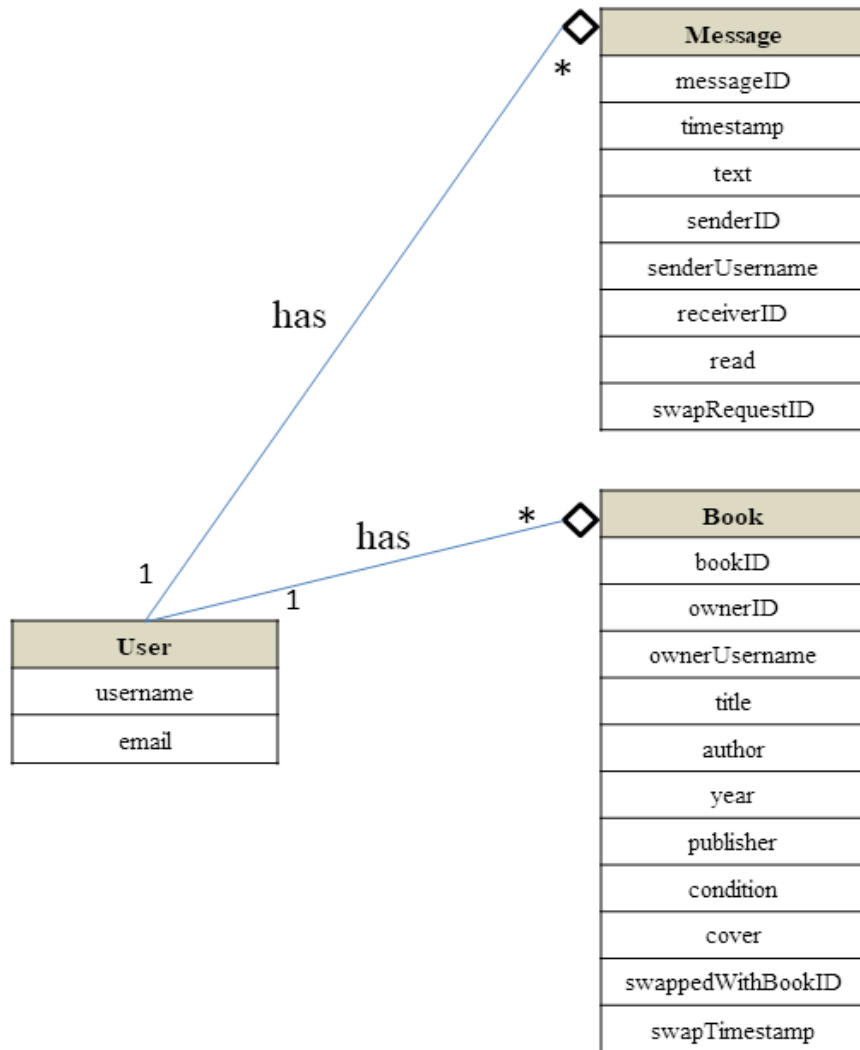 Message
messageID
timestamp
text
senderID
senderUsername
receiverID
read
swapRequestID
*
has
1
Book
bookID
ownerID
ownerUsername
title
author
year
publisher
condition
cover
swappedWithBookID
swapTimestamp
*
has
1
User
username
email